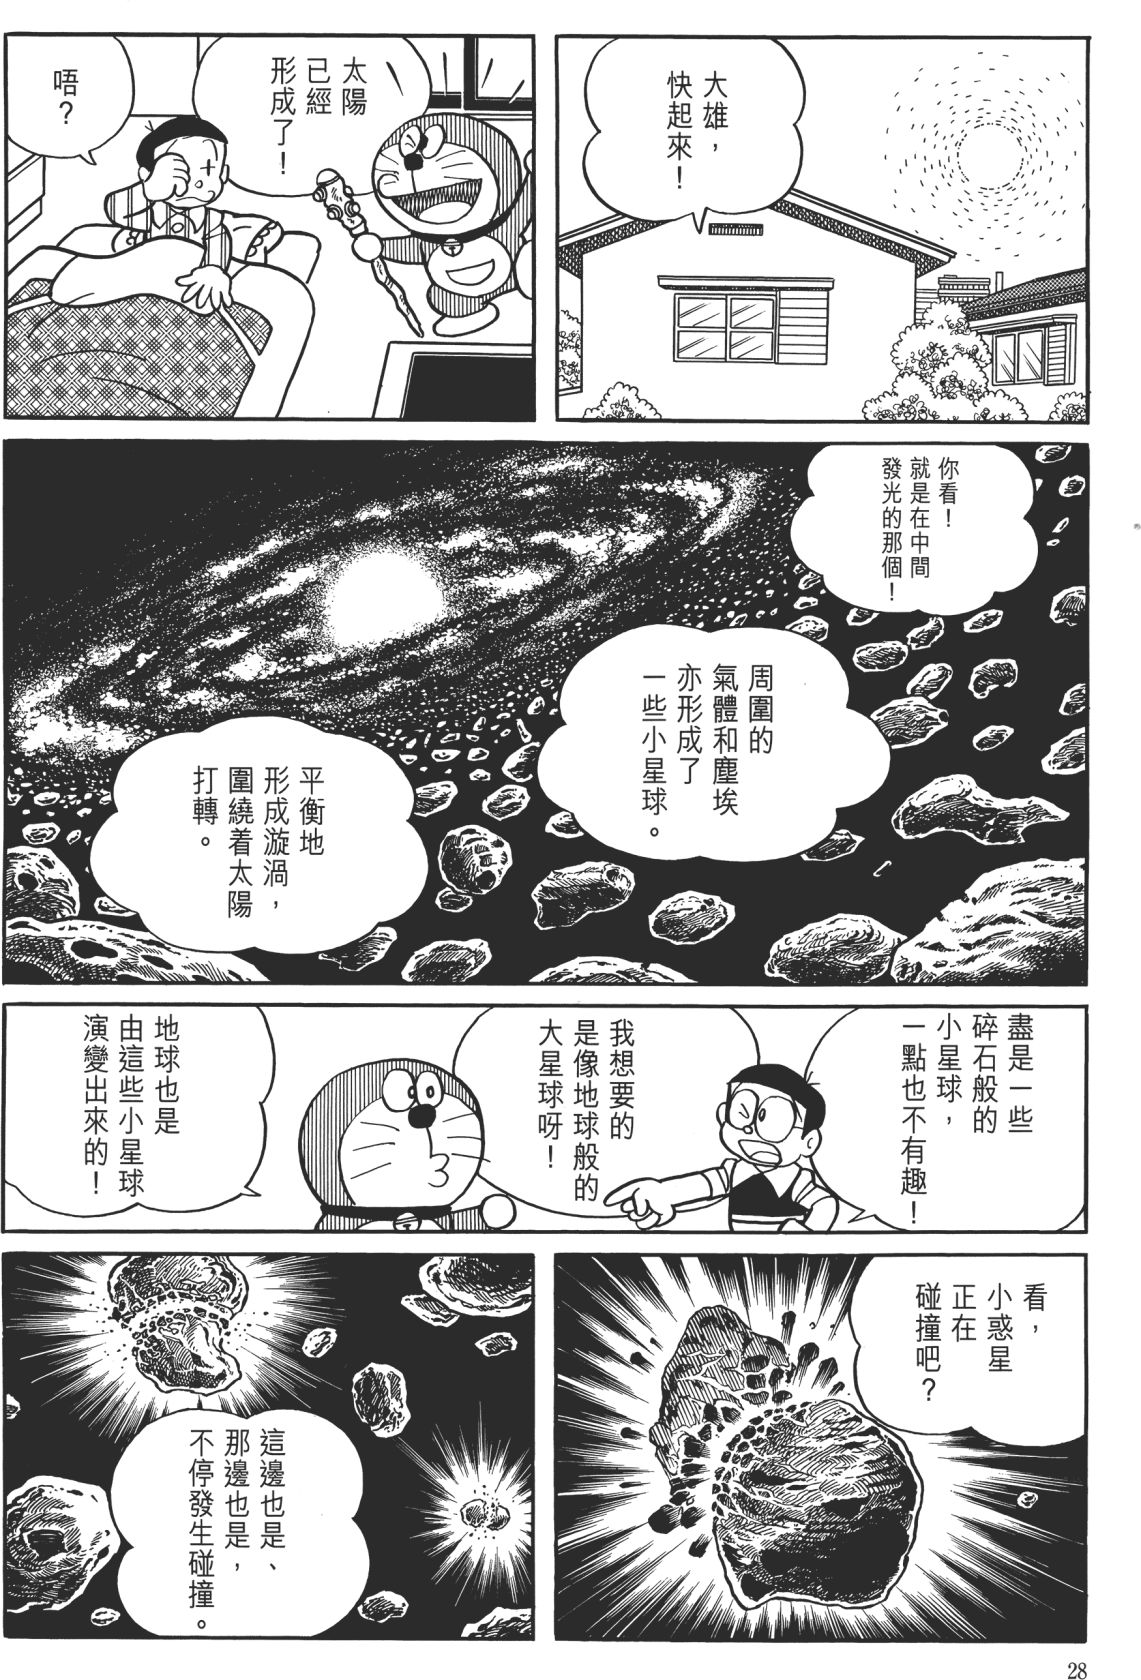 大雄，
快起來！
太陽
已經
形成了！
唔？
你看！
就是在中間
發光的那個！
周圍的
氣體和塵埃
亦形成了
一些小星球。
平衡地
形成漩渦，
圍繞着太陽
打轉。
盡是一些
碎石般的
小星球，
一點也不有趣！
我想要的
是像地球般的
大星球呀！
地球也是
由這些小星球
演變出來的！
看，
小惑星
正在
碰撞吧？
這邊也是、
那邊也是，
不停發生碰撞。
28